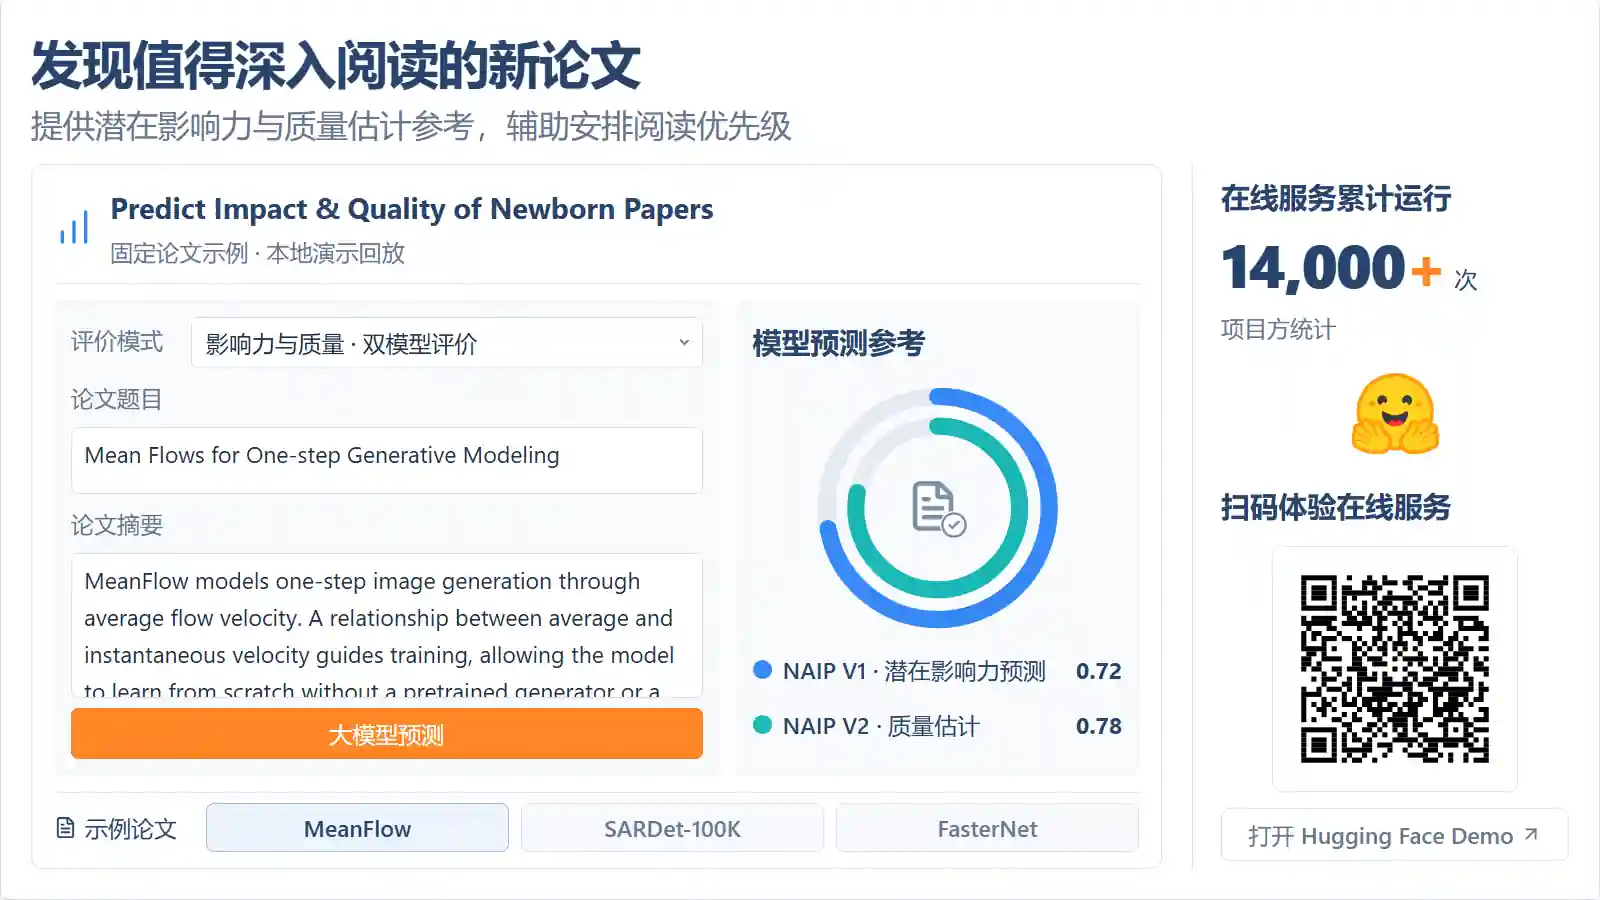 发现值得深入阅读的新论文
提供潜在影响力与质量估计参考，辅助安排阅读优先级
Predict Impact & Quality of Newborn Papers
固定论文示例 · 本地演示回放
评价模式
影响力与质量 · 双模型评价
论文题目
Mean Flows for One-step Generative Modeling
论文摘要
MeanFlow models one-step image generation through
average flow velocity. A relationship between average and
instantaneous velocity guides training, allowing the model
to learn from scratch without a pretrained generator or a
大模型预测
模型预测参考
NAIP V1 · 潜在影响力预测 0.72
NAIP V2 · 质量估计 0.78
示例论文
MeanFlow
SARDet-100K
FasterNet
在线服务累计运行
14,000+ 次
项目方统计
扫码体验在线服务
打开 Hugging Face Demo ↗